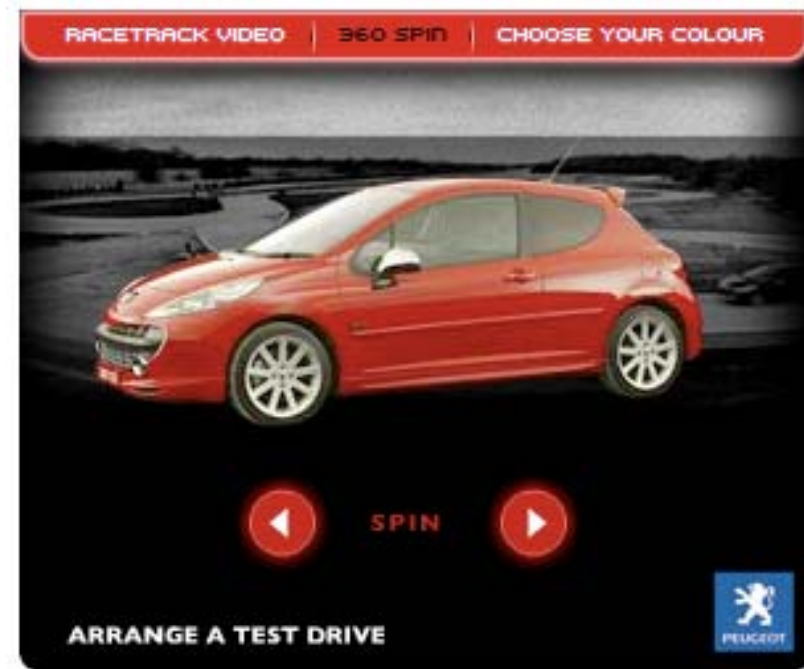 RACETRACK VIDEO | 360 SPIN | CHOOSE YOUR COLOUR
SPIN
ARRANGE A TEST DRIVE
PEUGEOT